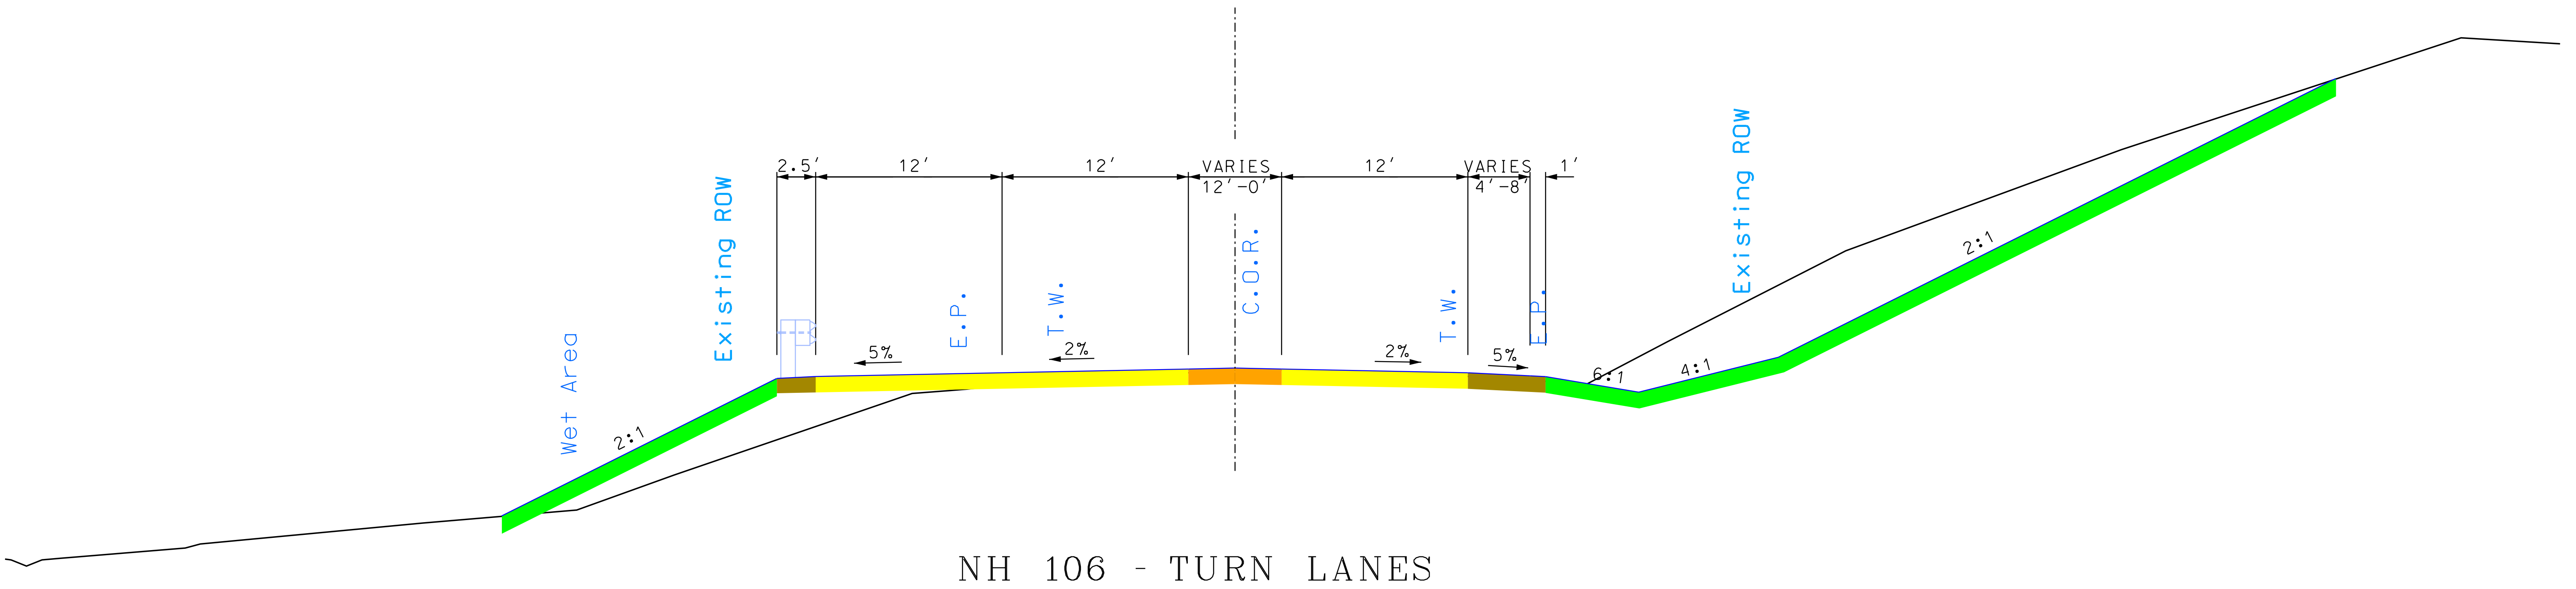 2.5'
12'
12'
VARIES
12'-0'
12'
VARIES
4'-8'
1'
Existing ROW
Existing ROW
Wet Area
E.P.
T.W.
C.O.R.
T.W.
E.P.
5%
2%
2%
5%
2:1
6:1
4:1
2:1
NH 106 - TURN LANES